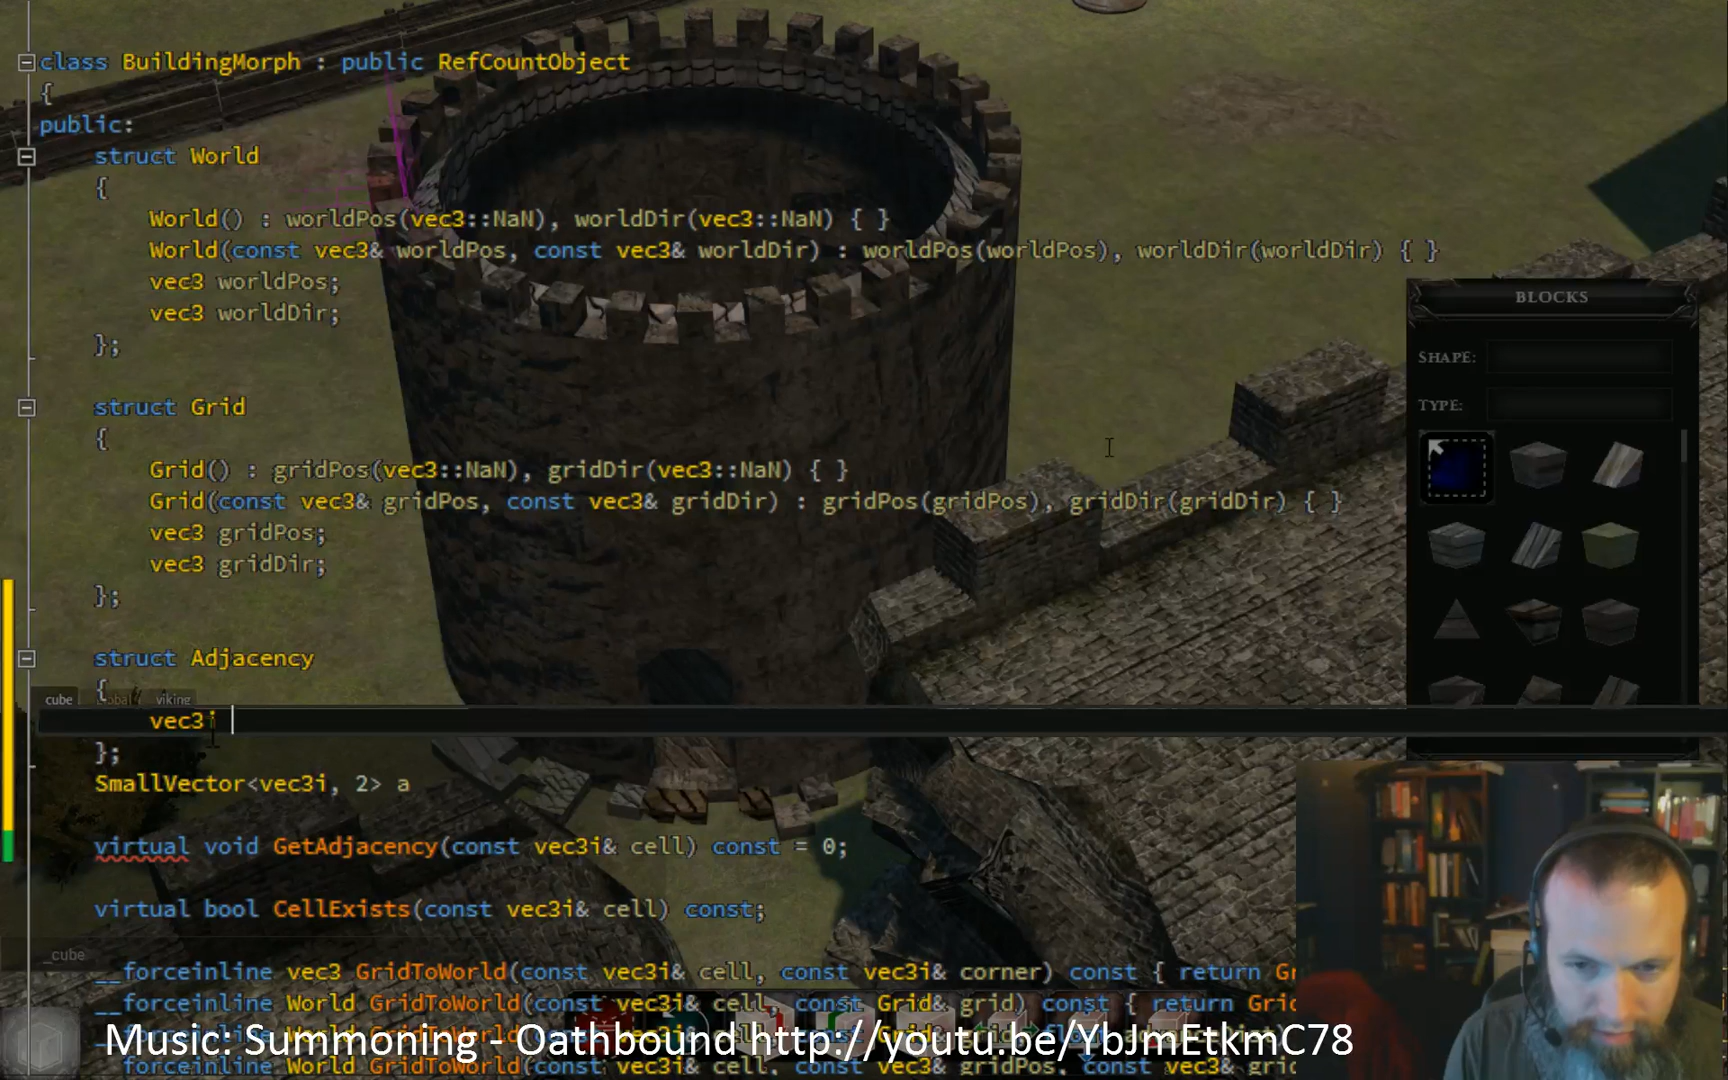 class BuildingMorph : public RefCountObject
{
public:
struct World
{
World() : worldPos(vec3::NaN), worldDir(vec3::NaN) { }
World(const vec3& worldPos, const vec3& worldDir) : worldPos(worldPos), worldDir(worldDir) { }
vec3 worldPos;
vec3 worldDir;
};
BLOCKS
SHAPE:
TYPE:
struct Grid
{
Grid() : gridPos(vec3::NaN), gridDir(vec3::NaN) { }
Grid(const vec3& gridPos, const vec3& gridDir) : gridPos(gridPos), gridDir(gridDir) { }
vec3 gridPos;
vec3 gridDir;
};
struct Adjacency
{
cube global viking
vec3i
};
SmallVector<vec3i, 2> a
virtual void GetAdjacency(const vec3i& cell) const = 0;
virtual bool CellExists(const vec3i& cell) const;
_cube
__forceinline vec3 GridToWorld(const vec3i& cell, const vec3i& corner) const { return Gr
__forceinline World GridToWorld(const vec3i& cell, const Grid& grid) const { return Grid
Music: Summoning - Oathbound http://youtu.be/YbJmEtkmC78
__forceinline World GridToWorld(const vec3i& cell, const vec3& gridPos, const vec3& grid